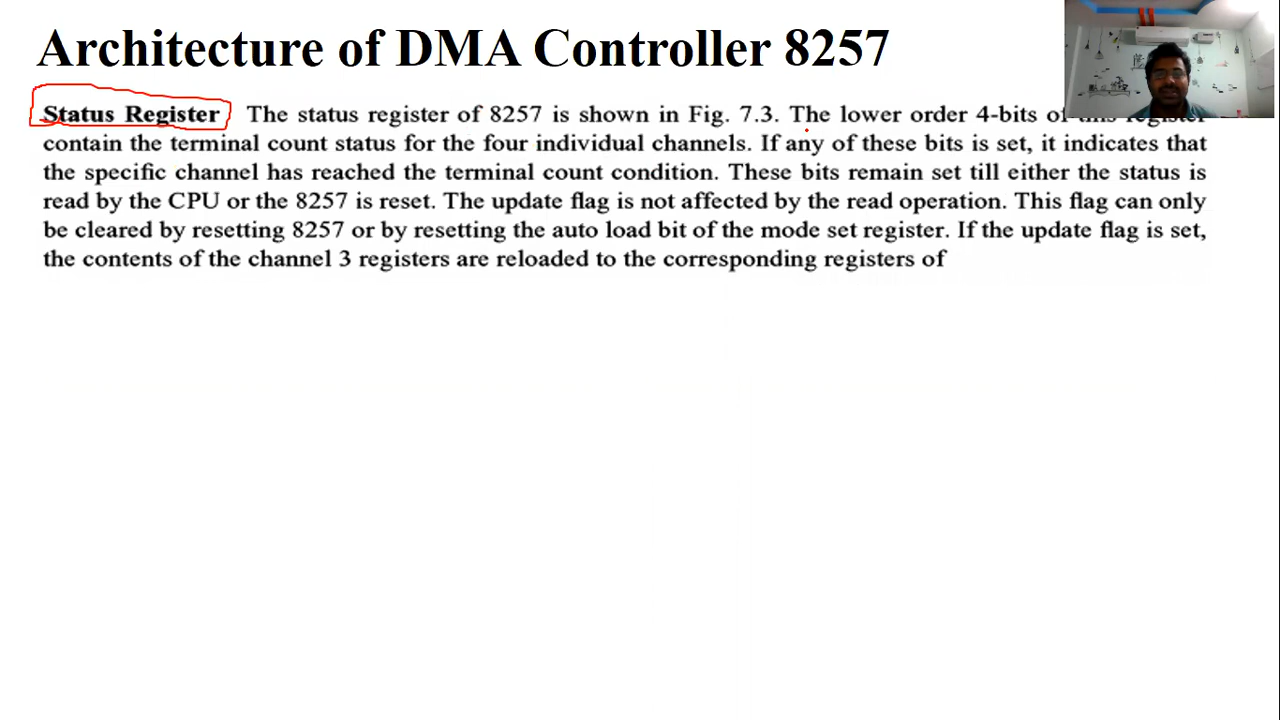 Architecture of DMA Controller 8257
Status Register The status register of 8257 is shown in Fig. 7.3. The lower order 4-bits of this register
contain the terminal count status for the four individual channels. If any of these bits is set, it indicates that
the specific channel has reached the terminal count condition. These bits remain set till either the status is
read by the CPU or the 8257 is reset. The update flag is not affected by the read operation. This flag can only
be cleared by resetting 8257 or by resetting the auto load bit of the mode set register. If the update flag is set,
the contents of the channel 3 registers are reloaded to the corresponding registers of